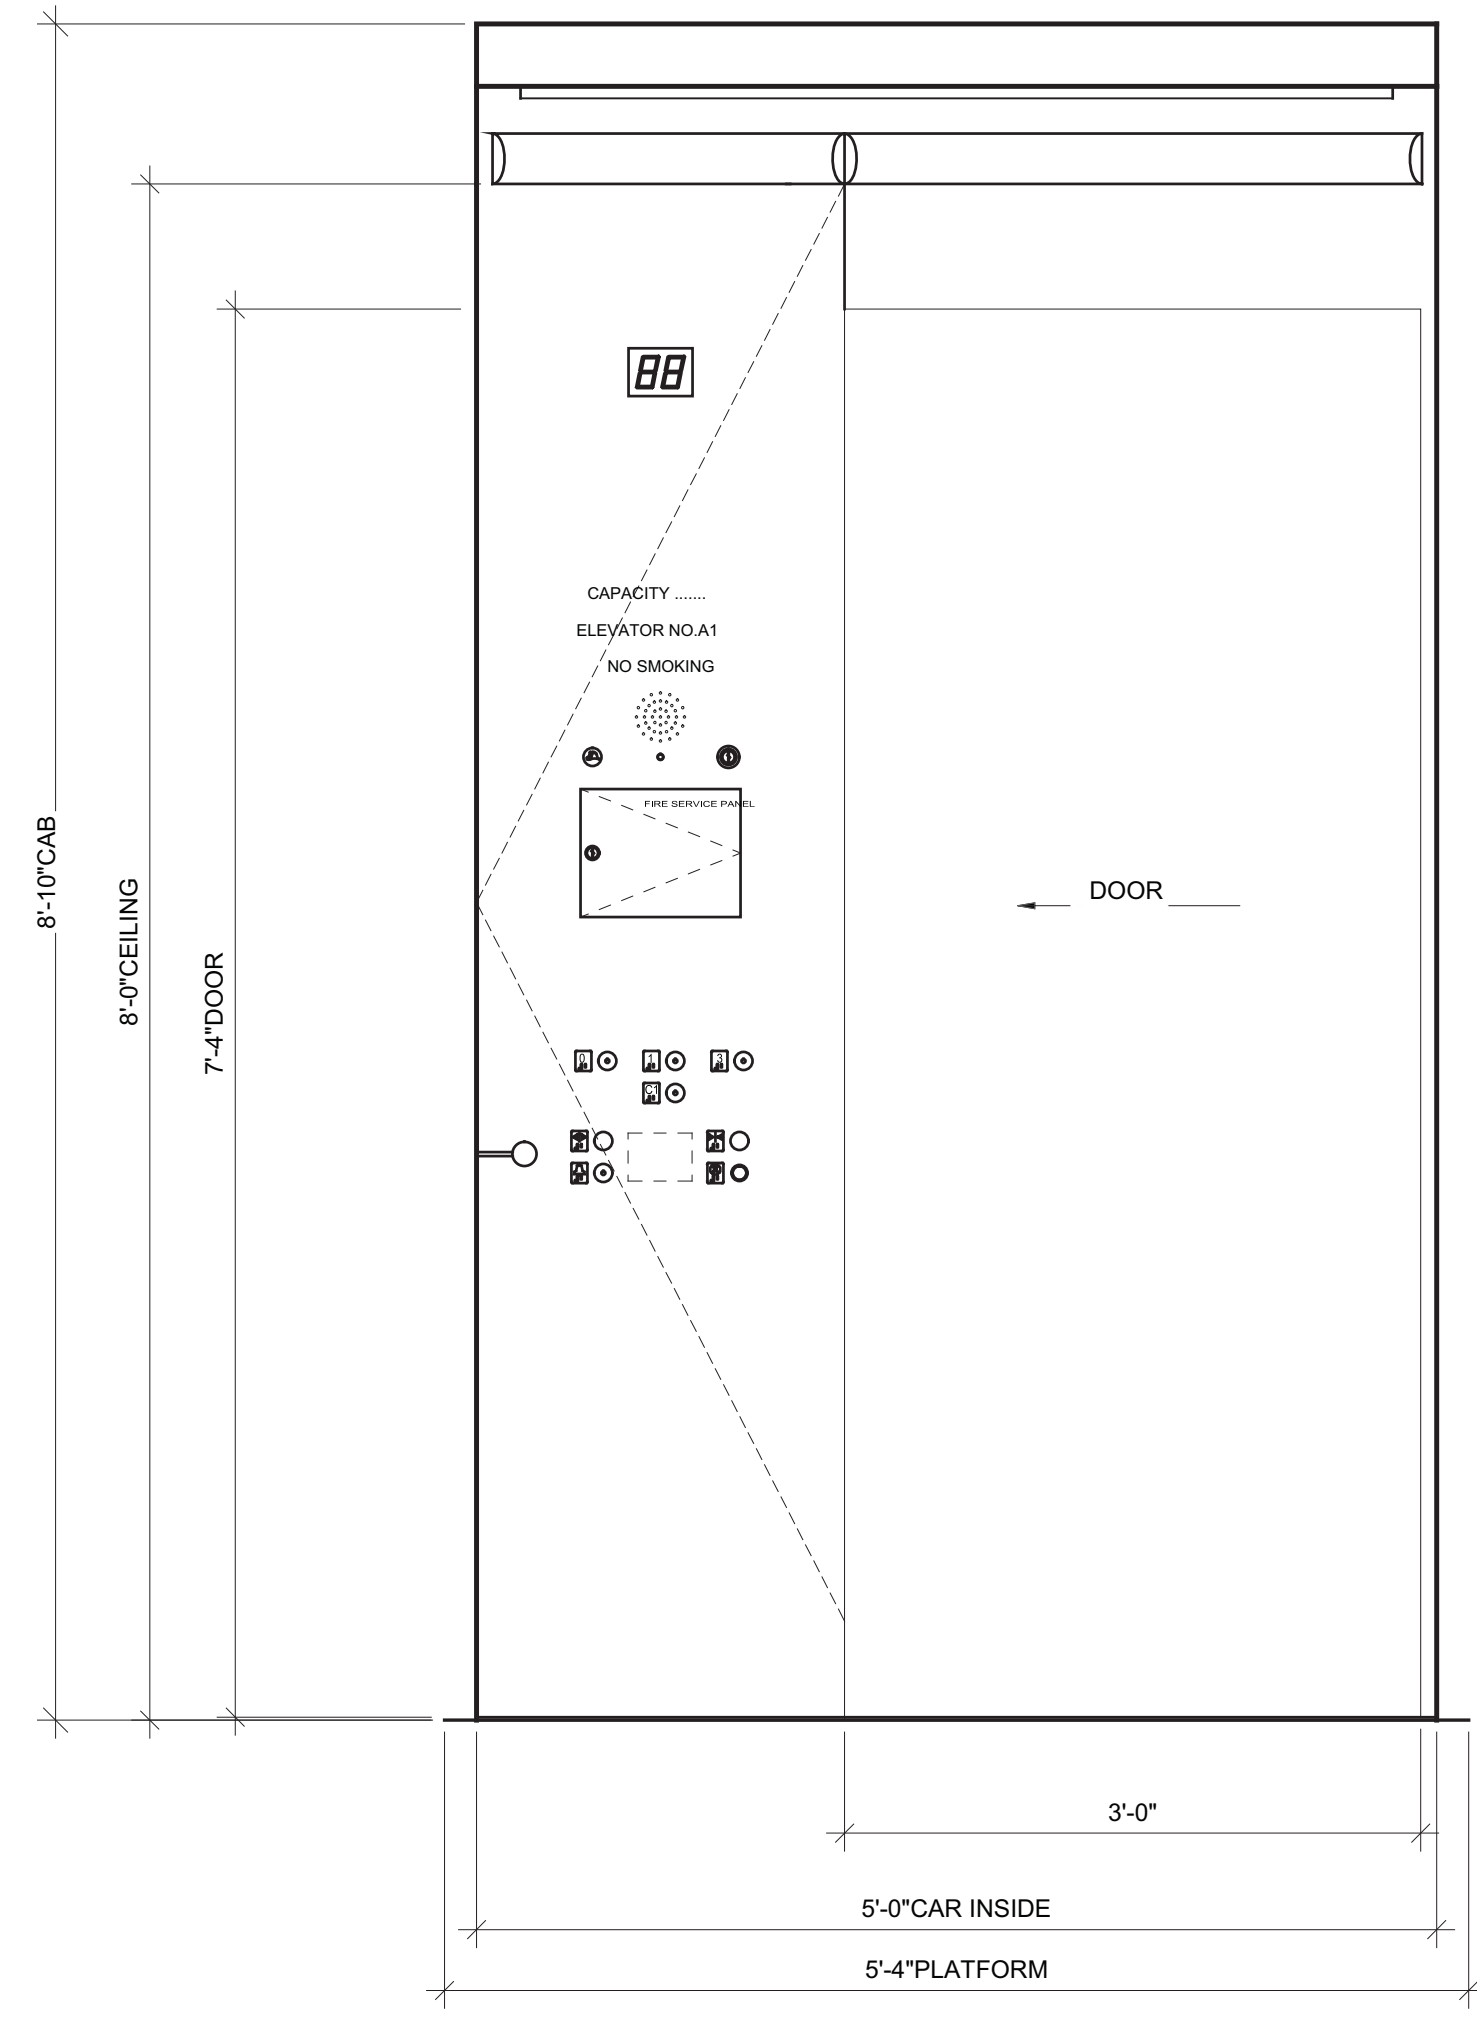 88
CAPACITY .......
ELEVATOR NO.A1
NO SMOKING
FIRE SERVICE PANEL
8'-10"CAB
8'-0"CEILING
7'-4"DOOR
DOOR
0
1
3
C1
3'-0"
5'-0"CAR INSIDE
5'-4"PLATFORM